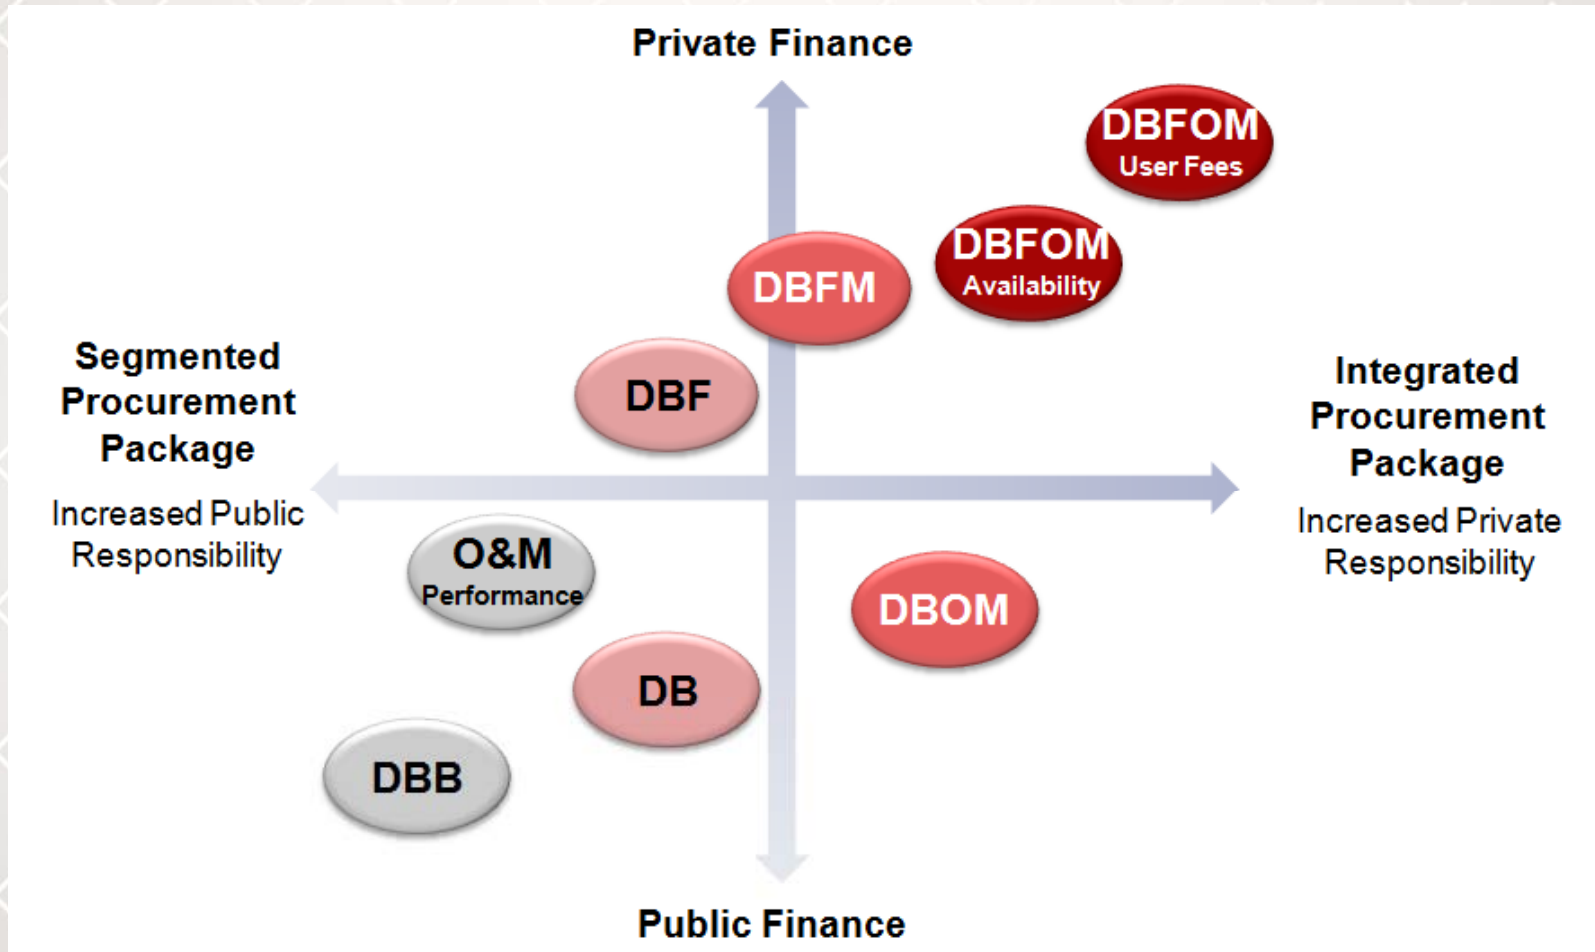 Private Finance
DBFOM
User Fees
DBFOM
Availability
DBFM
Segmented
Procurement
Package
Increased Public
Responsibility
DBF
Integrated
Procurement
Package
Increased Private
Responsibility
O&M
Performance
DBOM
DB
DBB
Public Finance